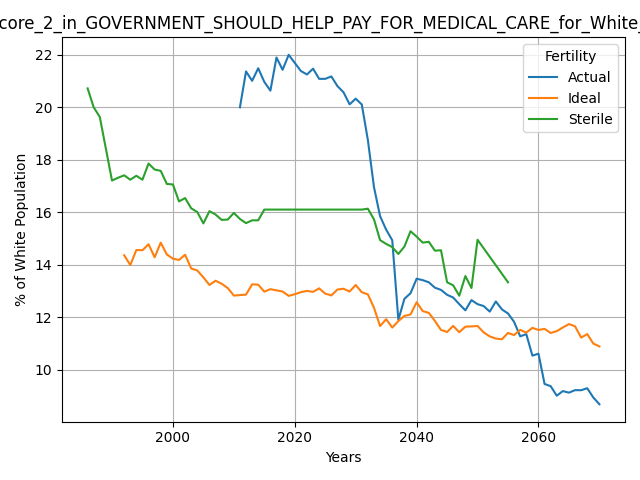 core_2_in_GOVERNMENT_SHOULD_HELP_PAY_FOR_MEDICAL_CARE_for_White_
Fertility
Actual
Ideal
Sterile
% of White Population
22
20
18
16
14
12
10
2000
2020
2040
2060
Years